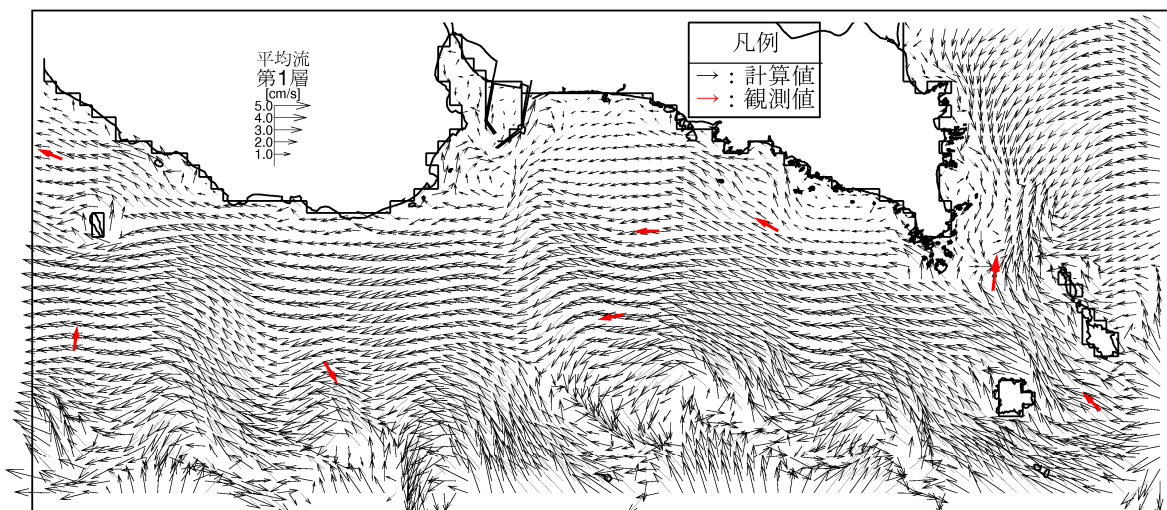 平均流
第1層
[cm/s]
5.0
4.0
3.0
2.0
1.0
凡例
→ : 計算値
→ : 観測値